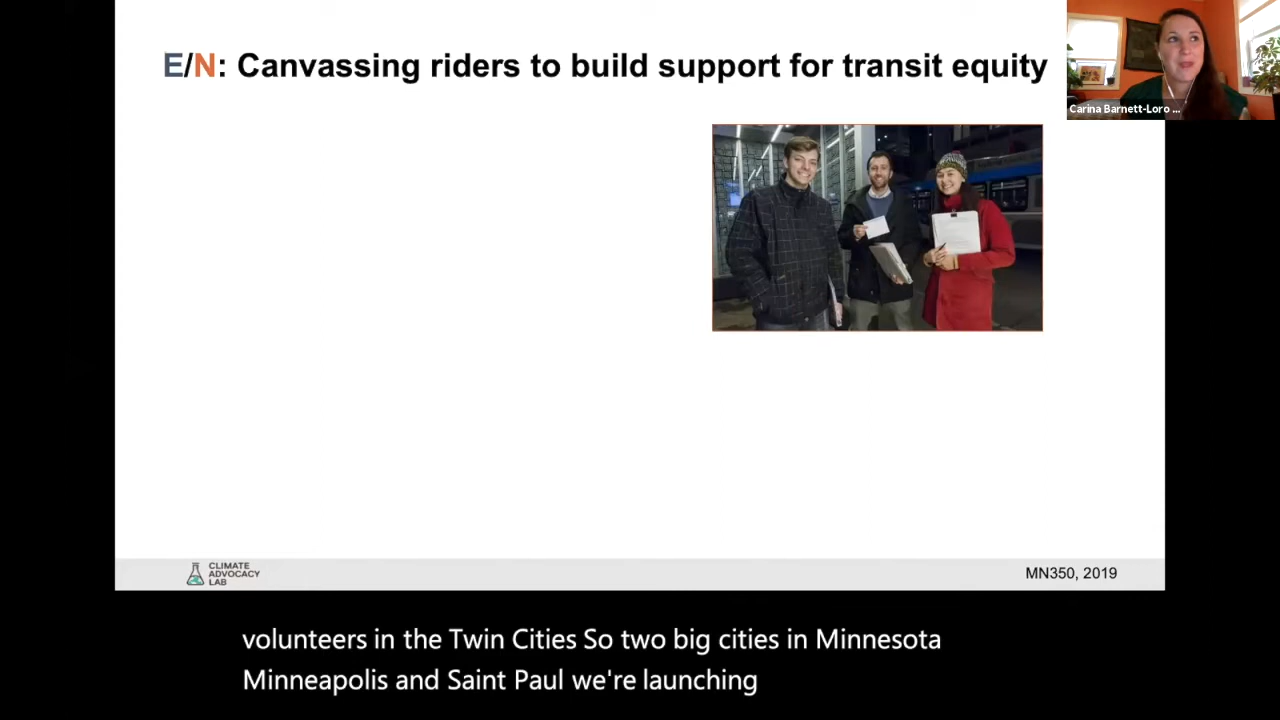 E/N: Canvassing riders to build support for transit equity
Carina Barnett-Loro ...
CLIMATE
ADVOCACY
LAB
MN350, 2019
volunteers in the Twin Cities So two big cities in Minnesota
Minneapolis and Saint Paul we're launching